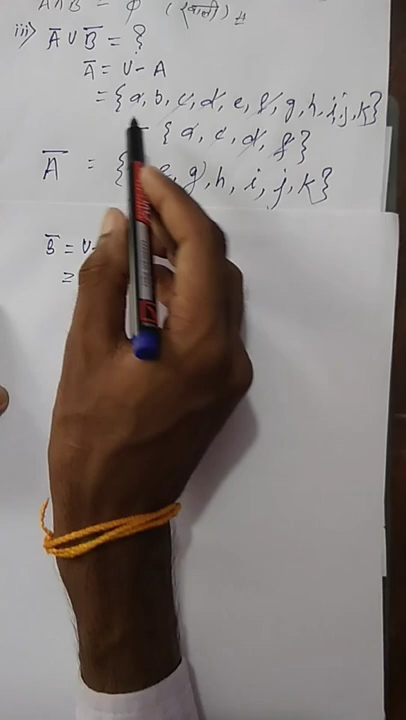 A∩B = ϕ (खाली)
iii) A̅ ∪ B̅ = ?
A̅ = U - A
= {a, b, c, d, e, f, g, h, i, j, k}
- {a, c, d, f}
A̅ = { g, h, i, j, k}
B̅ = U-
=